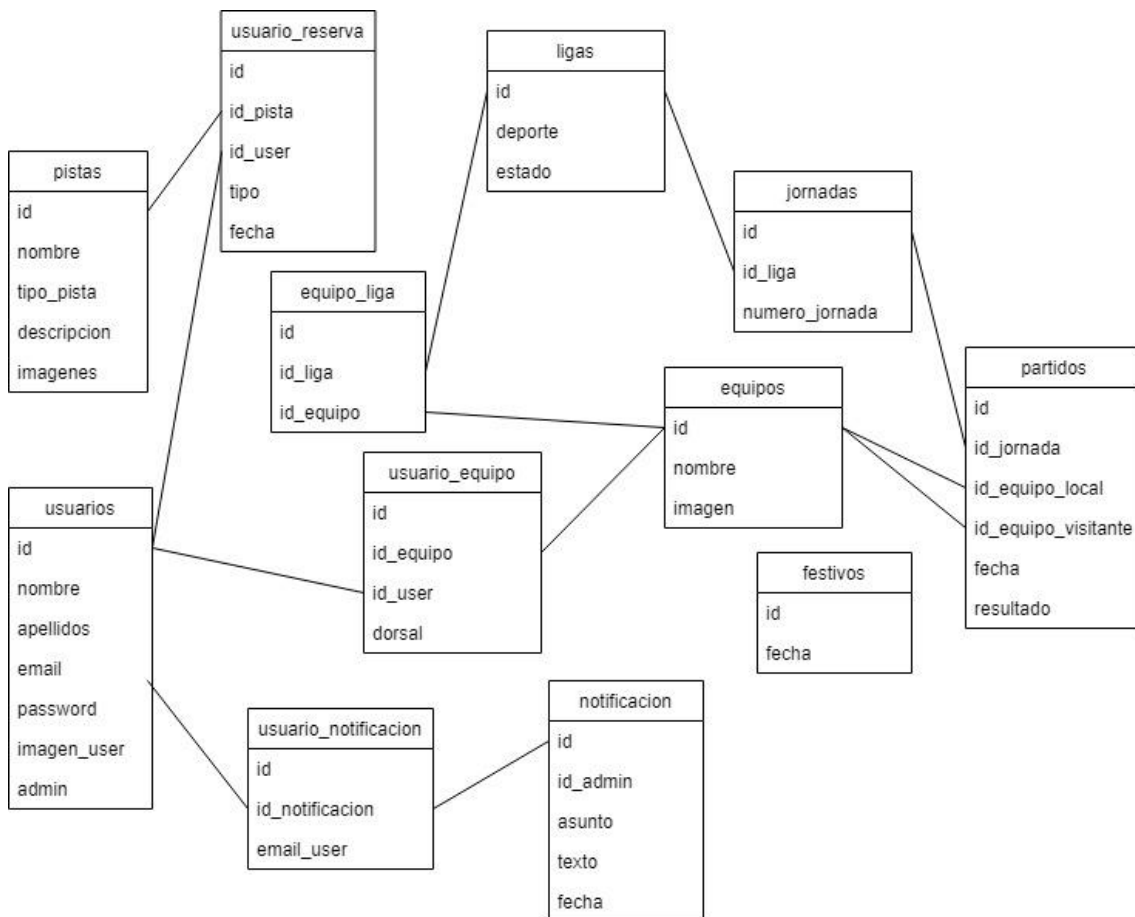 usuario_reserva
id
id_pista
id_user
tipo
fecha
ligas
id
deporte
estado
pistas
id
nombre
tipo_pista
descripcion
imagenes
jornadas
id
id_liga
numero_jornada
equipo_liga
id
id_liga
id_equipo
partidos
id
id_jornada
id_equipo_local
id_equipo_visitante
fecha
resultado
equipos
id
nombre
imagen
usuario_equipo
id
id_equipo
id_user
dorsal
usuarios
id
nombre
apellidos
email
password
imagen_user
admin
festivos
id
fecha
notificacion
id
id_admin
asunto
texto
fecha
usuario_notificacion
id
id_notificacion
email_user